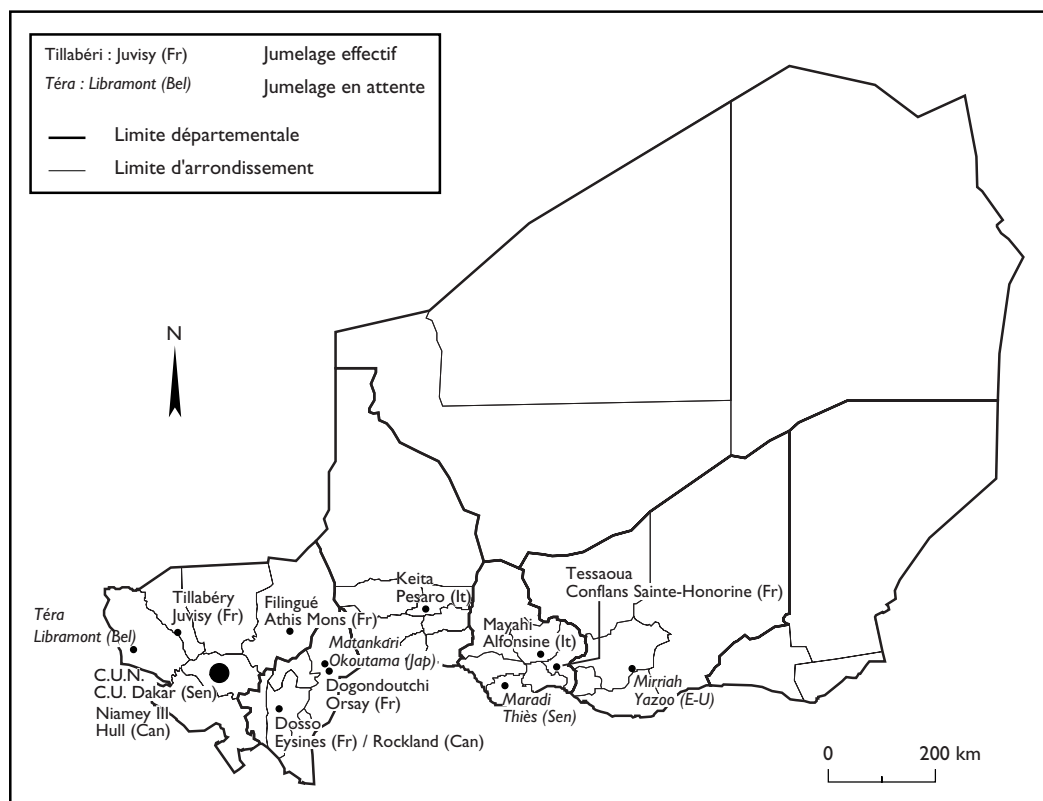 Tillabéri : Juvisy (Fr) Jumelage effectif
Téra : Libramont (Bel) Jumelage en attente
Limite départementale
Limite d'arrondissement
N
Téra
Libramont (Bel)
Tillabéry
Juvisy (Fr)
Filingué
Athis Mons (Fr)
Keita
Pesaro (It)
Matankari
Okoutama (Jap)
Dogondoutchi
Orsay (Fr)
C.U.N.
C.U. Dakar (Sen)
Niamey III
Hull (Can)
Dosso
Eysines (Fr) / Rockland (Can)
Tessaoua
Conflans Sainte-Honorine (Fr)
Mayahi
Alfonsine (It)
Maradi
Thiès (Sen)
Mirriah
Yazoo (E-U)
0 200 km